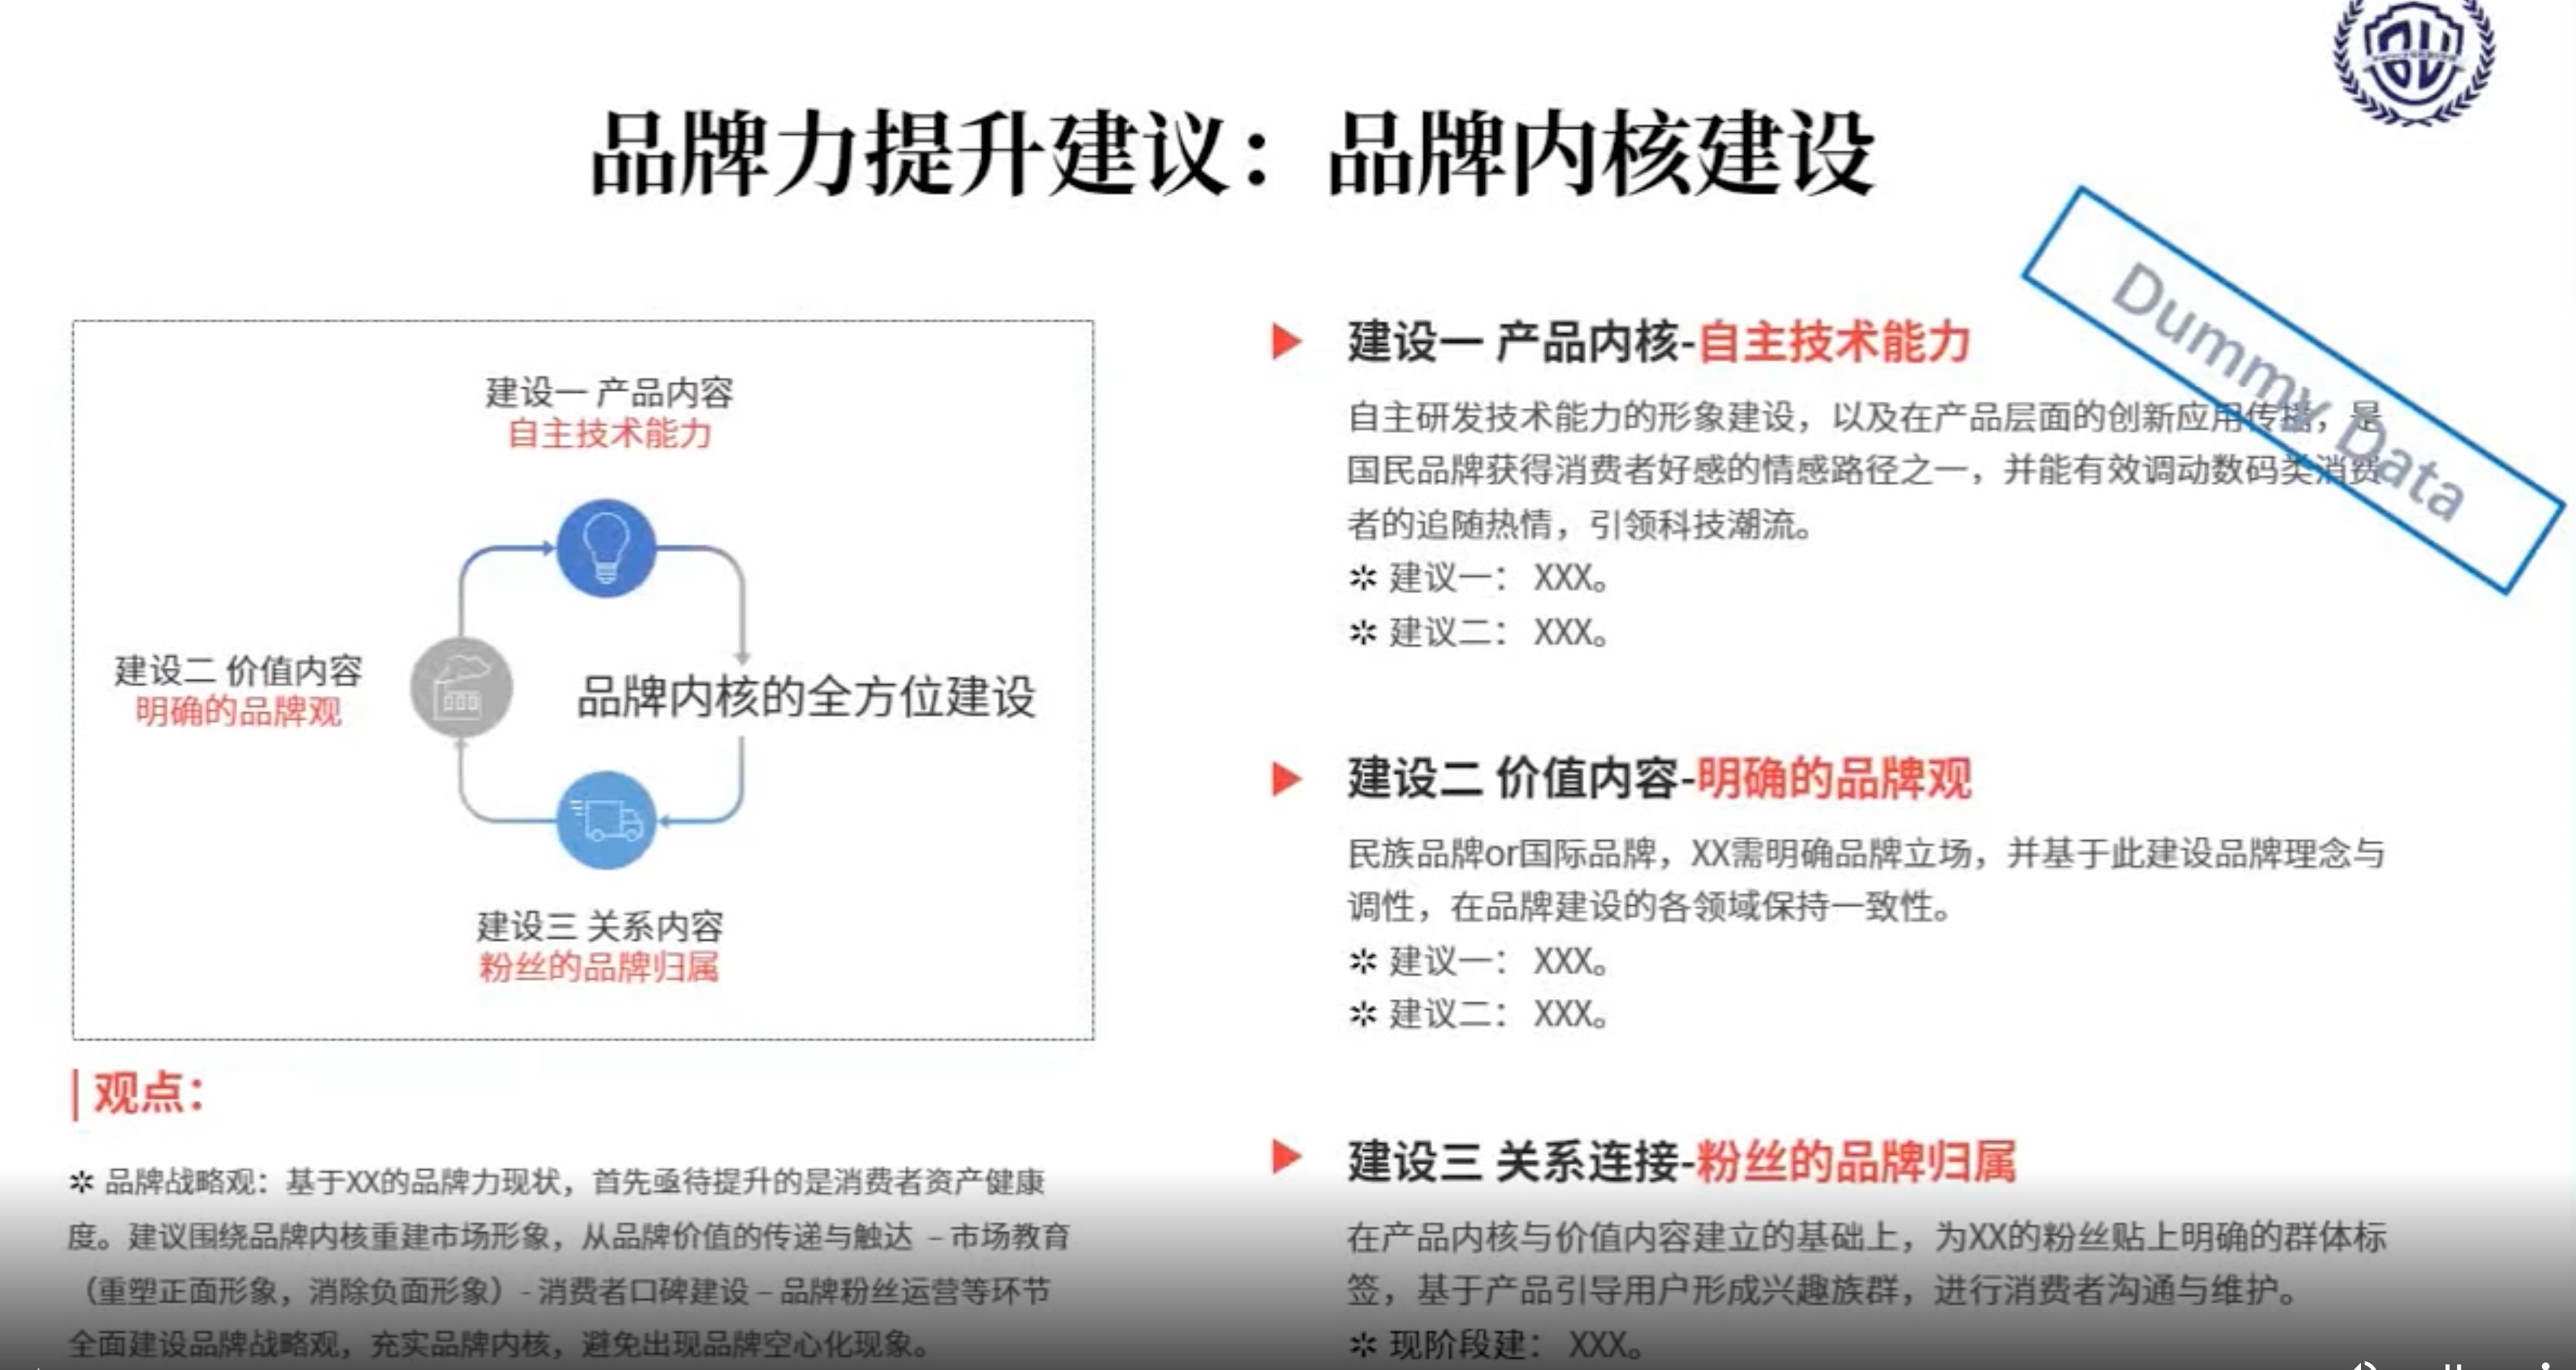 品牌力提升建议：品牌内核建设
Dummy Data
建设一 产品内容
自主技术能力
建设二 价值内容
明确的品牌观
品牌内核的全方位建设
建设三 关系内容
粉丝的品牌归属
观点：
✲ 品牌战略观：基于XX的品牌力现状，首先亟待提升的是消费者资产健康
度。建议围绕品牌内核重建市场形象，从品牌价值的传递与触达 – 市场教育
（重塑正面形象，消除负面形象）- 消费者口碑建设 – 品牌粉丝运营等环节
全面建设品牌战略观，充实品牌内核，避免出现品牌空心化现象。
建设一 产品内核-自主技术能力
自主研发技术能力的形象建设，以及在产品层面的创新应用传播，是
国民品牌获得消费者好感的情感路径之一，并能有效调动数码类消费
者的追随热情，引领科技潮流。
✲ 建议一： XXX。
✲ 建议二： XXX。
建设二 价值内容-明确的品牌观
民族品牌or国际品牌，XX需明确品牌立场，并基于此建设品牌理念与
调性，在品牌建设的各领域保持一致性。
✲ 建议一： XXX。
✲ 建议二： XXX。
建设三 关系连接-粉丝的品牌归属
在产品内核与价值内容建立的基础上，为XX的粉丝贴上明确的群体标
签，基于产品引导用户形成兴趣族群，进行消费者沟通与维护。
✲ 现阶段建： XXX。